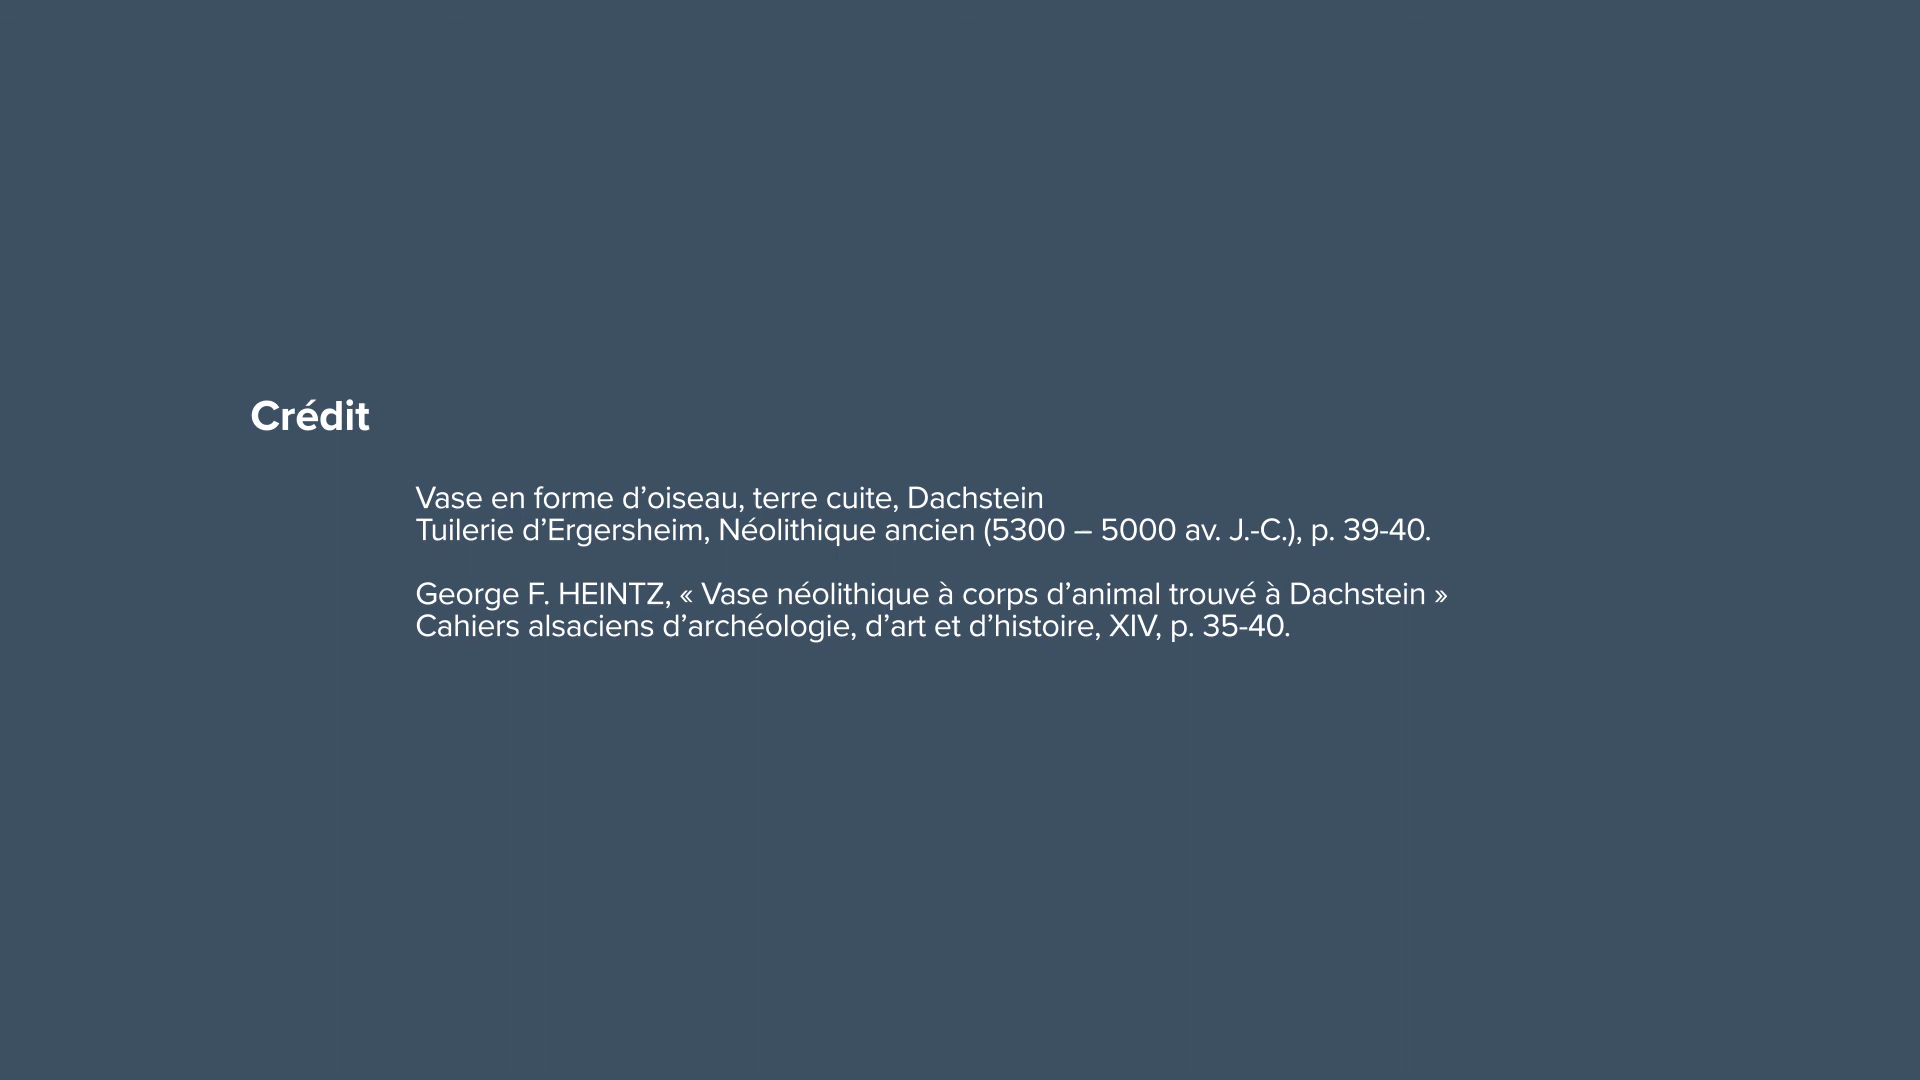 Crédit
Vase en forme d’oiseau, terre cuite, Dachstein
Tuilerie d’Ergersheim, Néolithique ancien (5300 – 5000 av. J.-C.), p. 39-40.
George F. HEINTZ, « Vase néolithique à corps d’animal trouvé à Dachstein »
Cahiers alsaciens d’archéologie, d’art et d’histoire, XIV, p. 35-40.